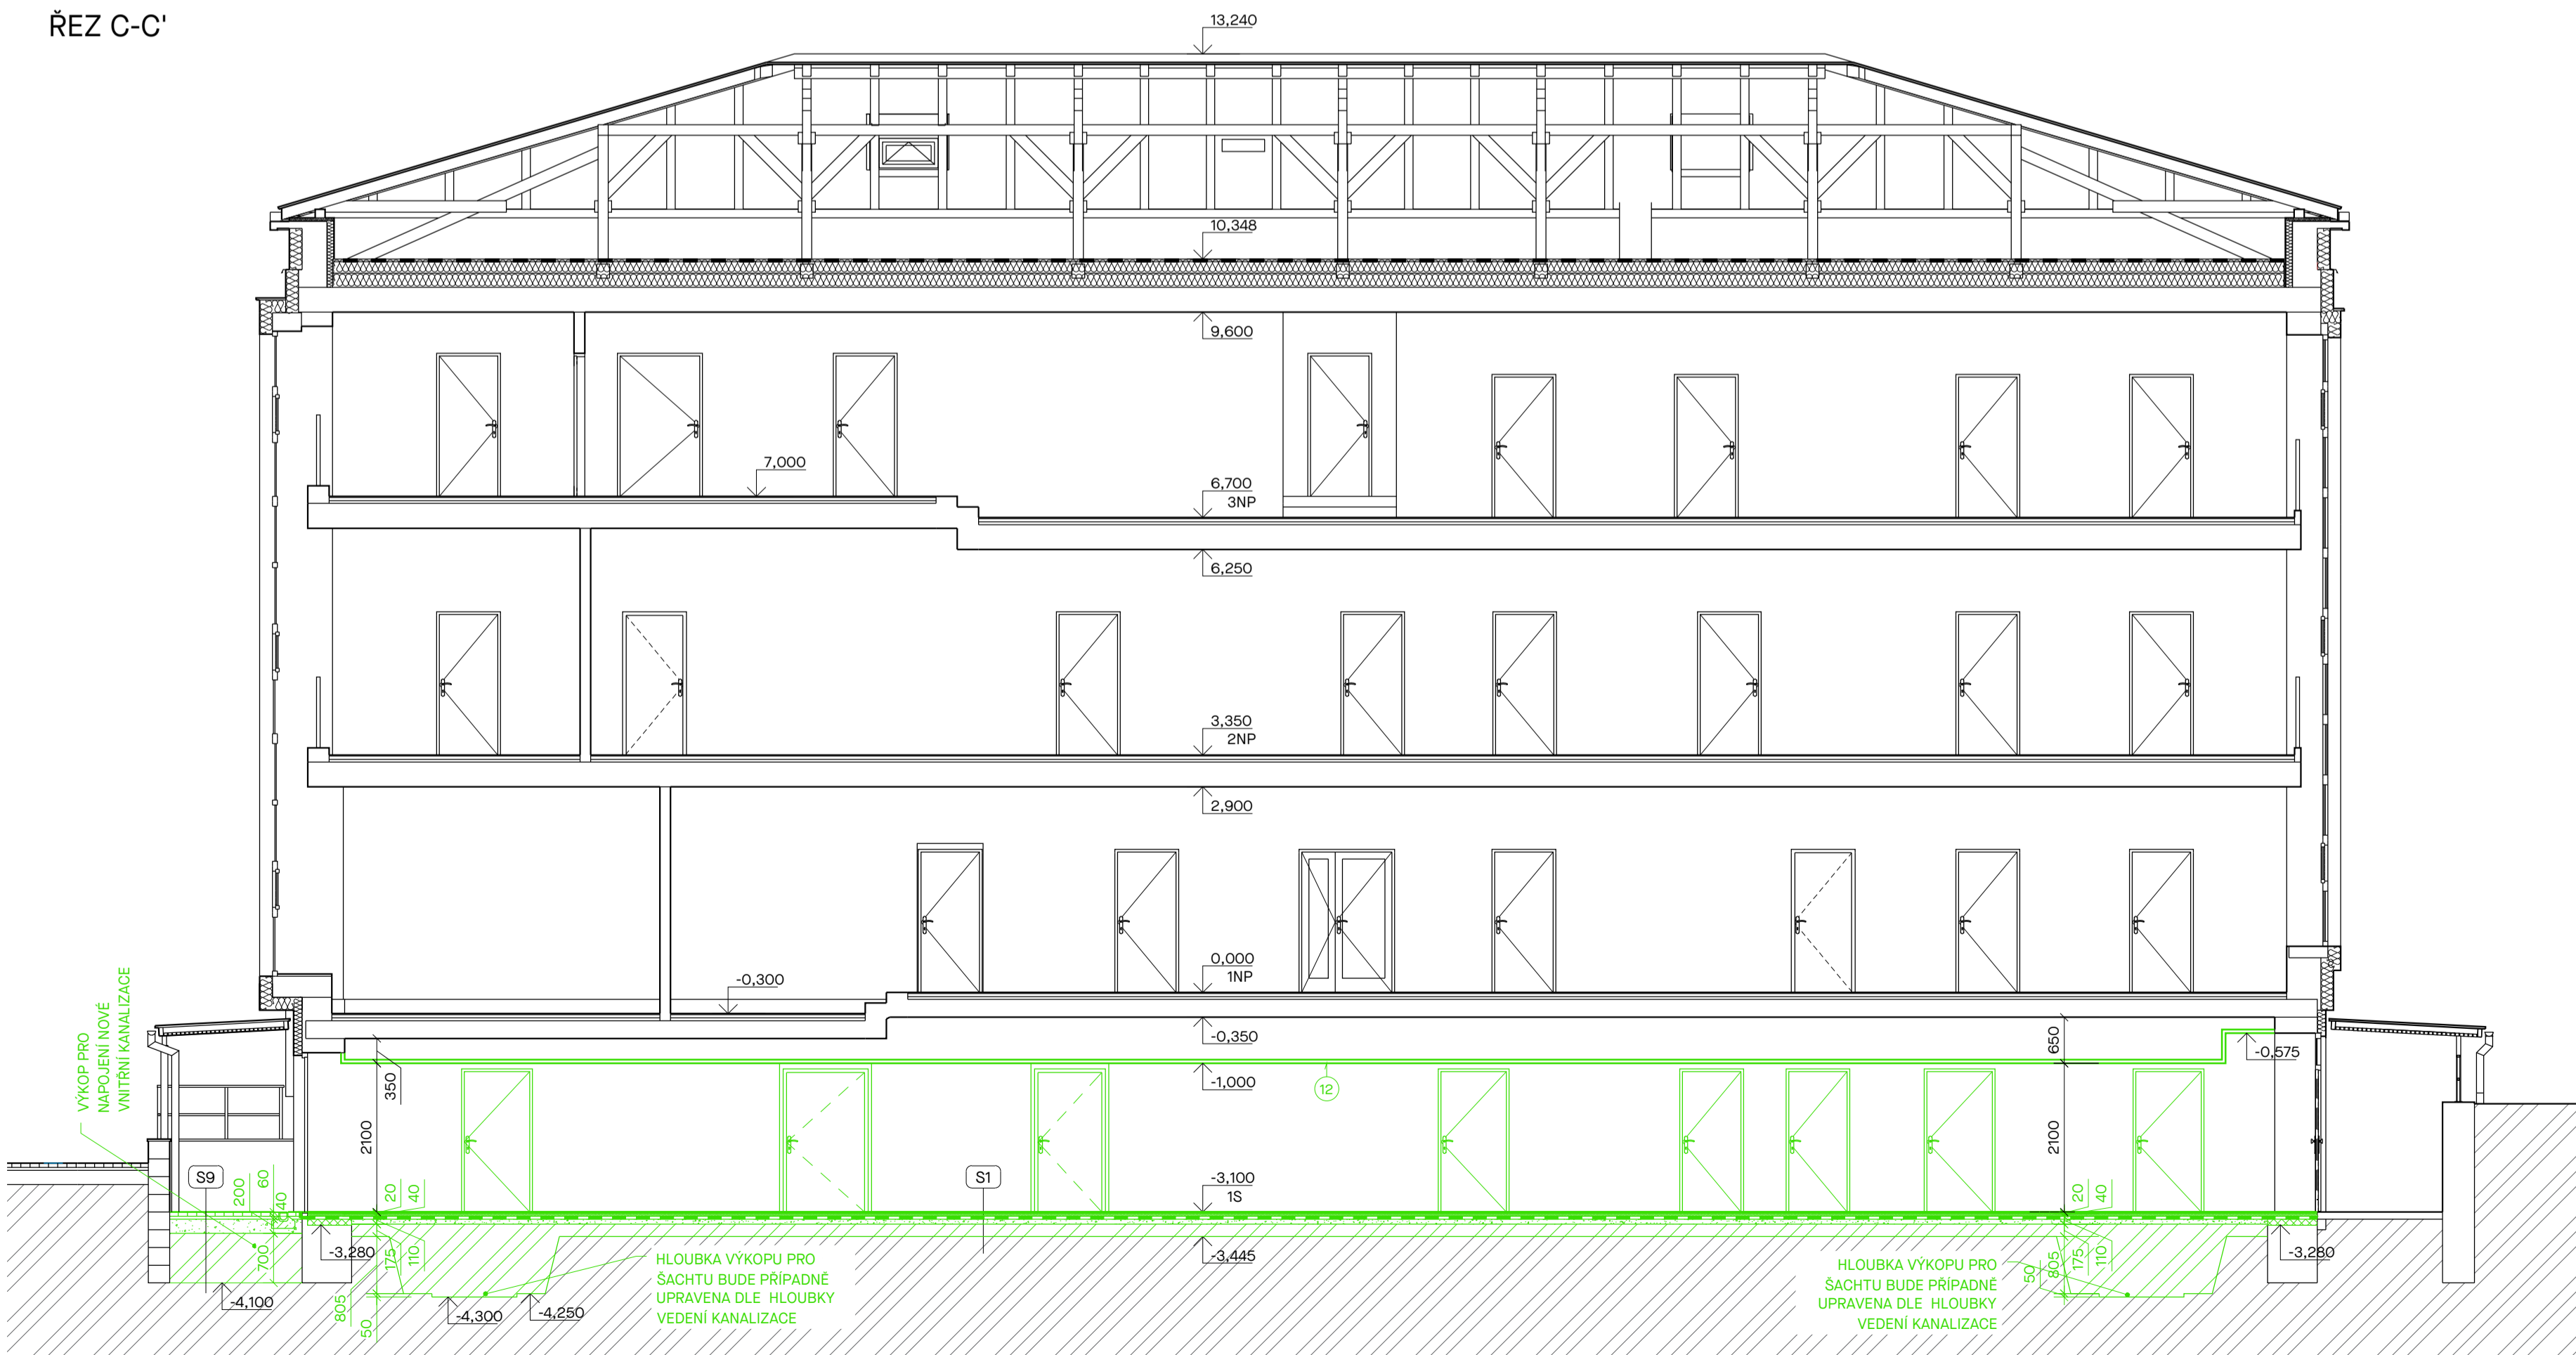 ŘEZ C-C'
13,240
10,348
9,600
7,000
6,700
3NP
6,250
3,350
2NP
2,900
0,000
1NP
-0,300
-0,350
650
-0,575
-1,000
12
350
2100
2100
VÝKOP PRO
NAPOJENÍ NOVÉ
VNITŘNÍ KANALIZACE
S9
S1
-3,100
1S
200
60
40
20
40
20
40
-3,280
-3,445
-3,280
700
175
110
805
50
-4,100
-4,300
-4,250
HLOUBKA VÝKOPU PRO
ŠACHTU BUDE PŘÍPADNĚ
UPRAVENA DLE HLOUBKY
VEDENÍ KANALIZACE
HLOUBKA VÝKOPU PRO
ŠACHTU BUDE PŘÍPADNĚ
UPRAVENA DLE HLOUBKY
VEDENÍ KANALIZACE
50
805
175
110